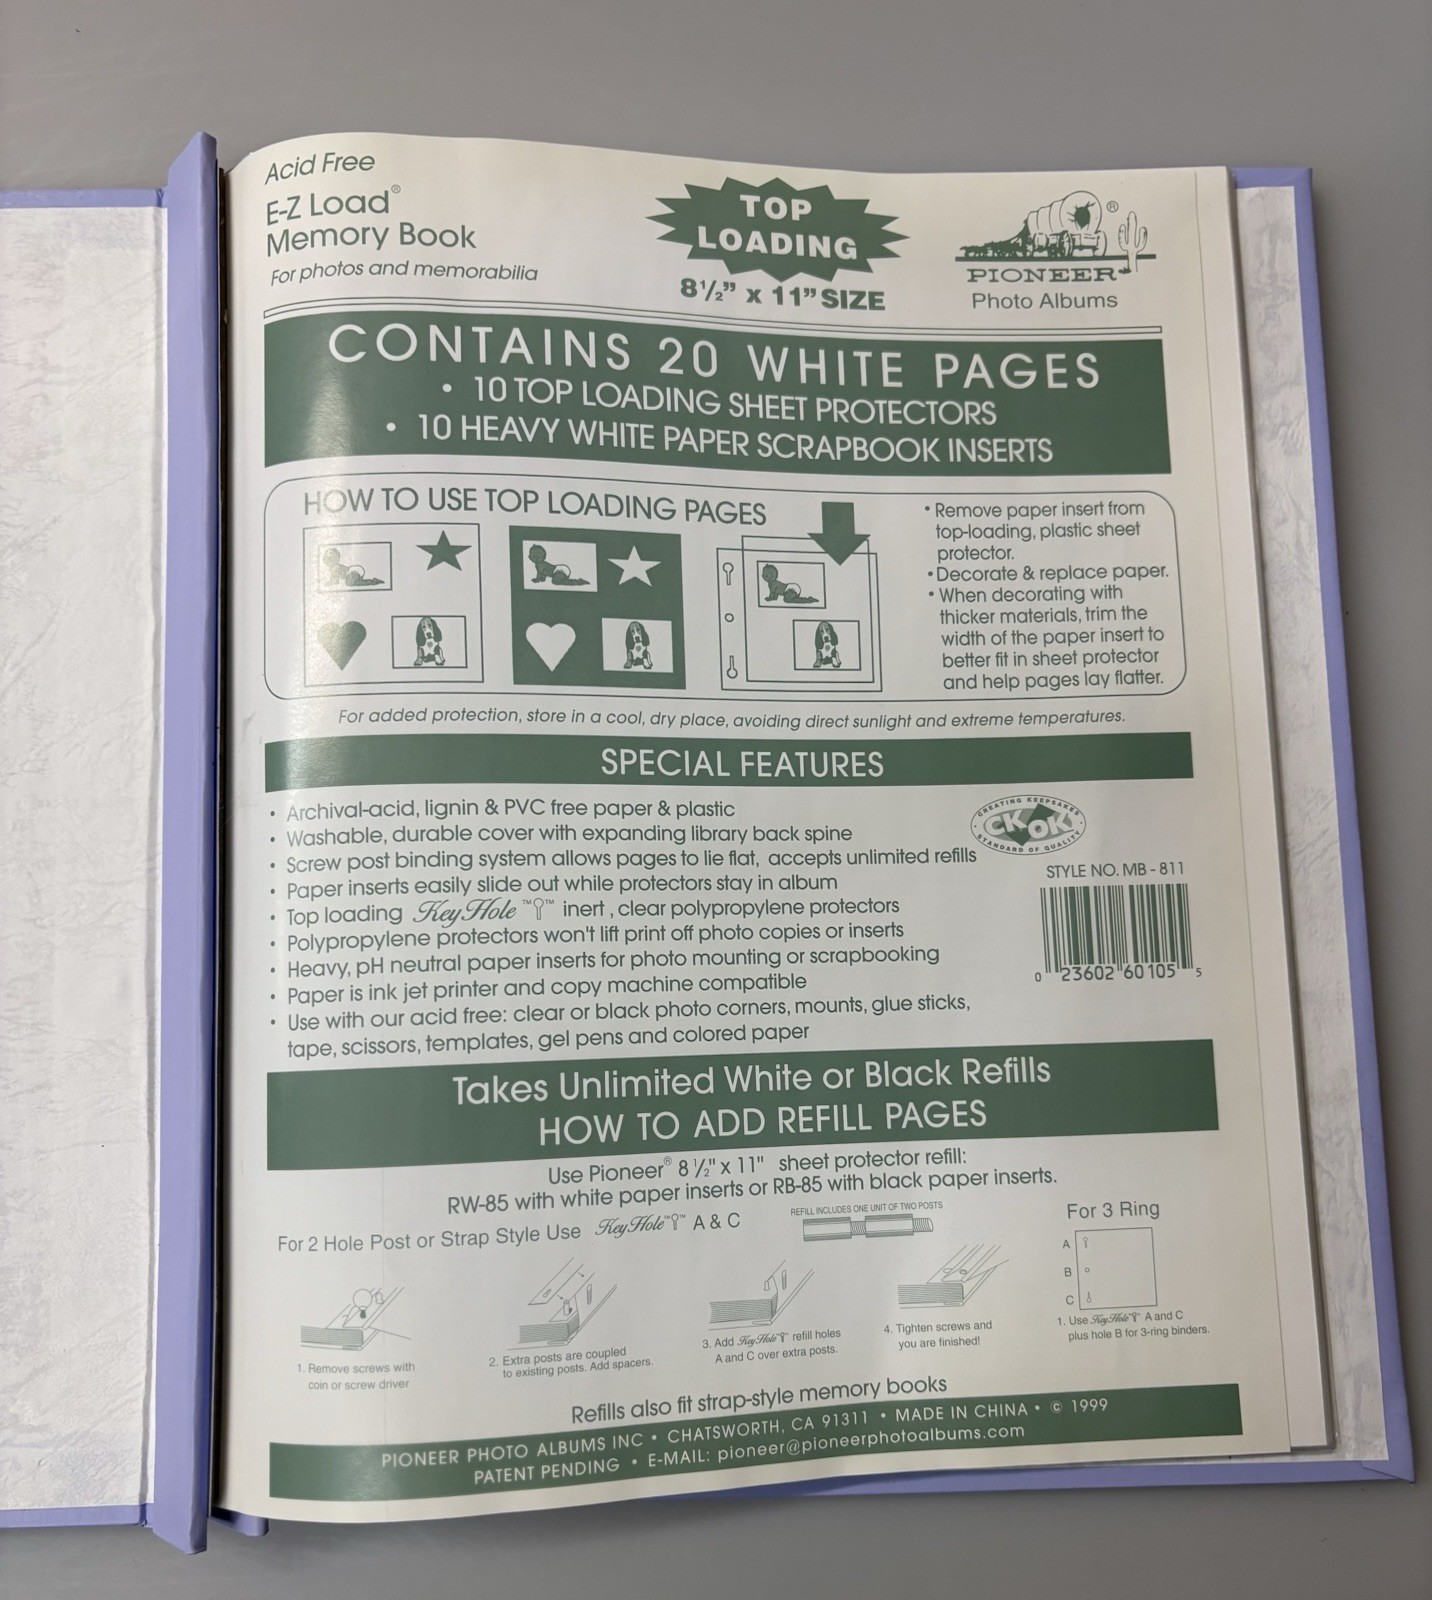 Acid Free
E-Z Load®
Memory Book
For photos and memorabilia
TOP
LOADING
8½" x 11" SIZE
®
PIONEER
Photo Albums
CONTAINS 20 WHITE PAGES
• 10 TOP LOADING SHEET PROTECTORS
• 10 HEAVY WHITE PAPER SCRAPBOOK INSERTS
HOW TO USE TOP LOADING PAGES
• Remove paper insert from
top-loading, plastic sheet
protector.
• Decorate & replace paper.
• When decorating with
thicker materials, trim the
width of the paper insert to
better fit in sheet protector
and help pages lay flatter.
For added protection, store in a cool, dry place, avoiding direct sunlight and extreme temperatures.
SPECIAL FEATURES
• Archival-acid, lignin & PVC free paper & plastic
• Washable, durable cover with expanding library back spine
• Screw post binding system allows pages to lie flat, accepts unlimited refills
• Paper inserts easily slide out while protectors stay in album
• Top loading KeyHole™ ™ inert, clear polypropylene protectors
• Polypropylene protectors won't lift print off photo copies or inserts
• Heavy, pH neutral paper inserts for photo mounting or scrapbooking
• Paper is ink jet printer and copy machine compatible
• Use with our acid free: clear or black photo corners, mounts, glue sticks,
tape, scissors, templates, gel pens and colored paper
CREATING KEEPSAKES
CK OK
STANDARD OF QUALITY
STYLE NO. MB - 811
0 23602 60105 5
Takes Unlimited White or Black Refills
HOW TO ADD REFILL PAGES
Use Pioneer® 8½" x 11" sheet protector refill:
RW-85 with white paper inserts or RB-85 with black paper inserts.
For 2 Hole Post or Strap Style Use KeyHole™ ™ A & C
REFILL INCLUDES ONE UNIT OF TWO POSTS
1. Remove screws with
coin or screw driver
2. Extra posts are coupled
to existing posts. Add spacers.
3. Add KeyHole™ ™ refill holes
A and C over extra posts.
4. Tighten screws and
you are finished!
For 3 Ring
A
B
C
1. Use KeyHole™ ™ A and C
plus hole B for 3-ring binders.
Refills also fit strap-style memory books
PIONEER PHOTO ALBUMS INC • CHATSWORTH, CA 91311 • MADE IN CHINA • © 1999
PATENT PENDING • E-MAIL: pioneer@pioneerphotoalbums.com